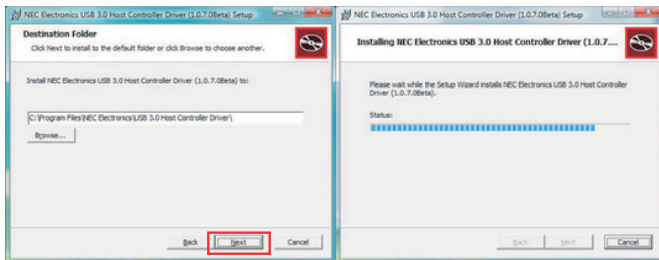 NEC Electronics USB 3.0 Host Controller Driver (1.0.7.0Beta) Setup
Destination Folder
Click Next to install to the default folder or click Browse to choose another.
Install NEC Electronics USB 3.0 Host Controller Driver (1.0.7.0Beta) to:
C:\Program Files\NEC Electronics\USB 3.0 Host Controller Driver\
Browse...
Back Next Cancel
NEC Electronics USB 3.0 Host Controller Driver (1.0.7.0Beta) Setup
Installing NEC Electronics USB 3.0 Host Controller Driver (1.0.7....
Please wait while the Setup Wizard installs NEC Electronics USB 3.0 Host Controller
Driver (1.0.7.0Beta).
Status:
Back Next Cancel